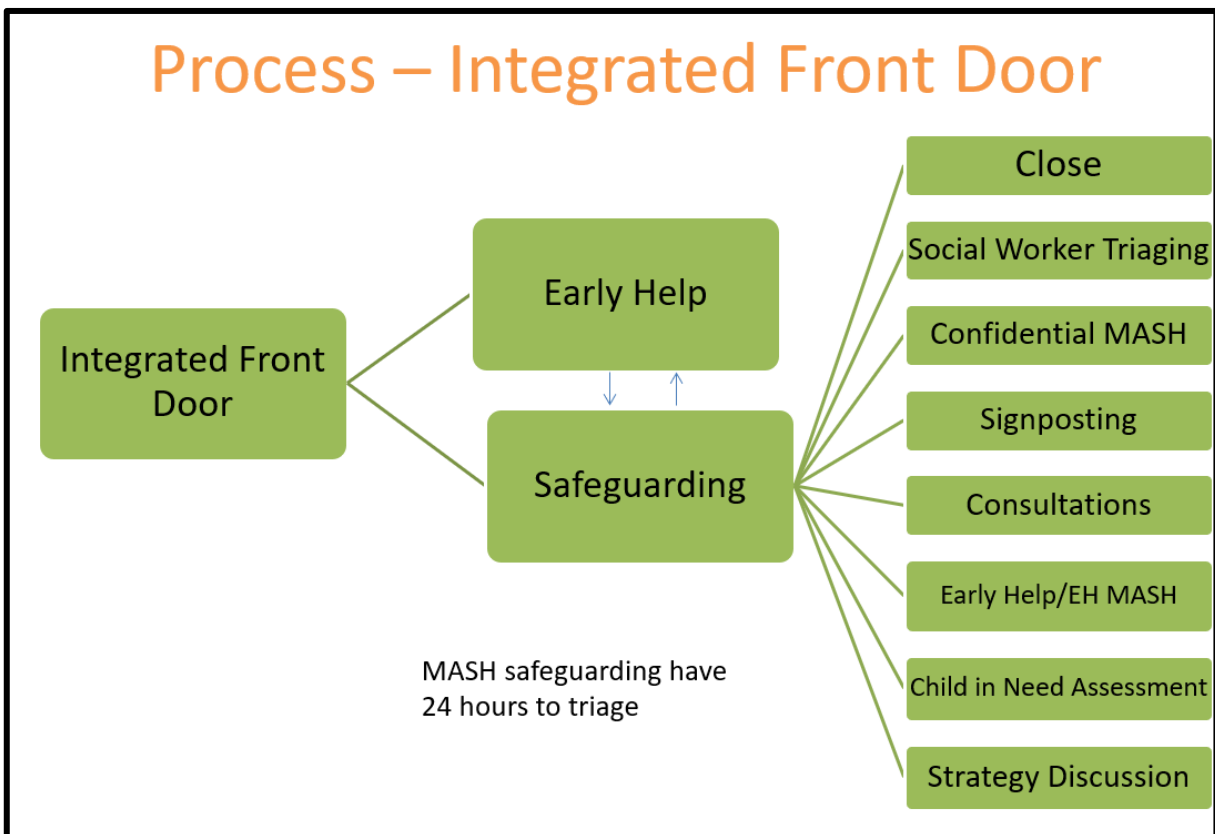 Process – Integrated Front Door
Integrated Front
Door
Early Help
Safeguarding
MASH safeguarding have
24 hours to triage
Close
Social Worker Triaging
Confidential MASH
Signposting
Consultations
Early Help/EH MASH
Child in Need Assessment
Strategy Discussion